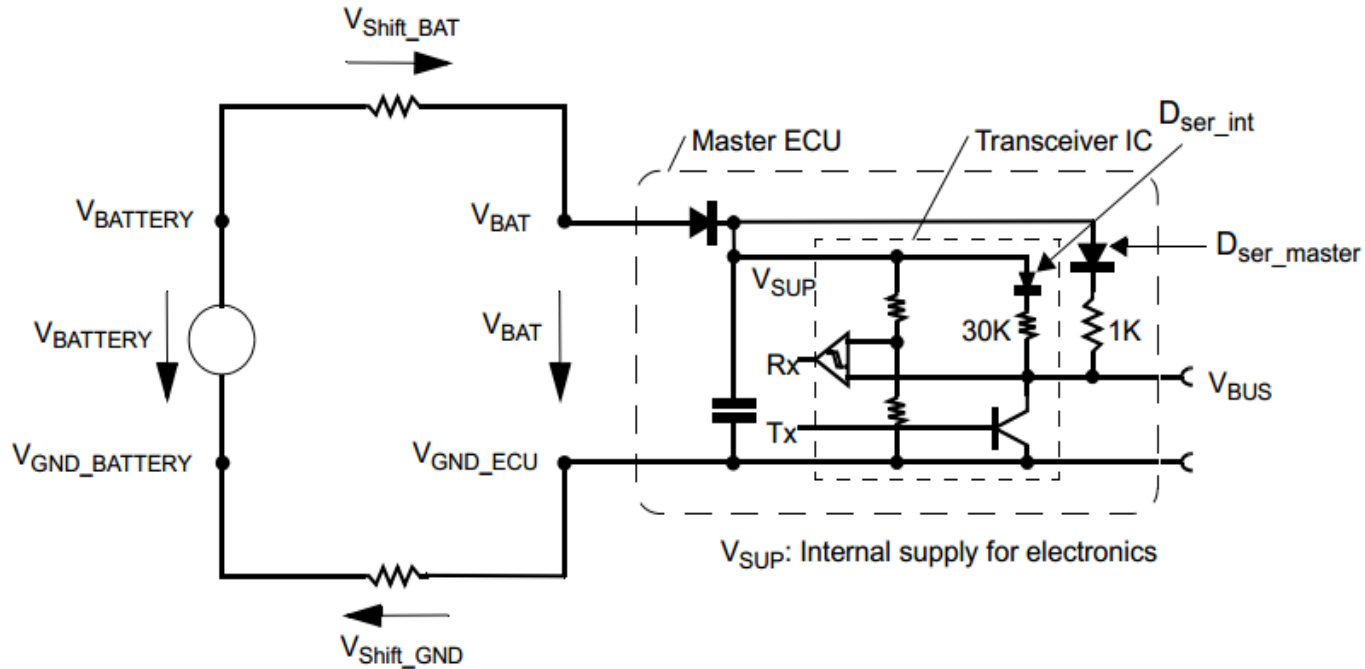 VShift_BAT
Dser_int
Master ECU
Transceiver IC
VBATTERY
VBAT
Dser_master
VSUP
VBATTERY
VBAT
30K
1K
Rx
VBUS
Tx
VGND_BATTERY
VGND_ECU
VSUP: Internal supply for electronics
VShift_GND